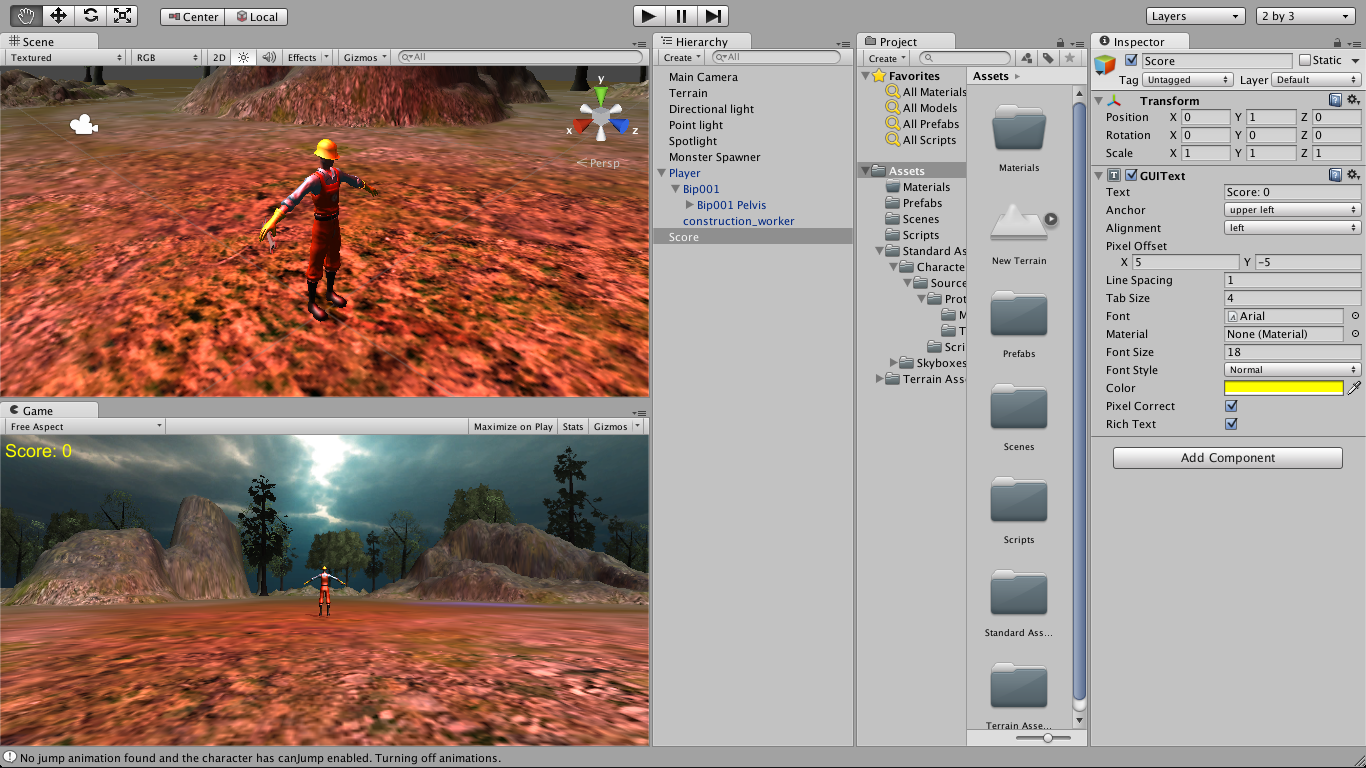 Center Local
Layers
2 by 3
Scene
Textured RGB 2D Effects Gizmos All
y
x z
Persp
Game
Free Aspect Maximize on Play Stats Gizmos
Score: 0
Hierarchy
Create All
Main Camera
Terrain
Directional light
Point light
Spotlight
Monster Spawner
Player
Bip001
Bip001 Pelvis
construction_worker
Score
Project
Create
Favorites
All Materials
All Models
All Prefabs
All Scripts
Assets
Materials
Prefabs
Scenes
Scripts
Standard As
Characte
Source
Prot
M
T
Scri
Skyboxes
Terrain Ass
Assets
Materials
New Terrain
Prefabs
Scenes
Scripts
Standard Ass...
Terrain Asse...
Inspector
Score Static
Tag Untagged Layer Default
Transform
Position X 0 Y 1 Z 0
Rotation X 0 Y 0 Z 0
Scale X 1 Y 1 Z 1
T GUIText
Text Score: 0
Anchor upper left
Alignment left
Pixel Offset
X 5 Y -5
Line Spacing 1
Tab Size 4
Font Arial
Material None (Material)
Font Size 18
Font Style Normal
Color
Pixel Correct
Rich Text
Add Component
No jump animation found and the character has canJump enabled. Turning off animations.